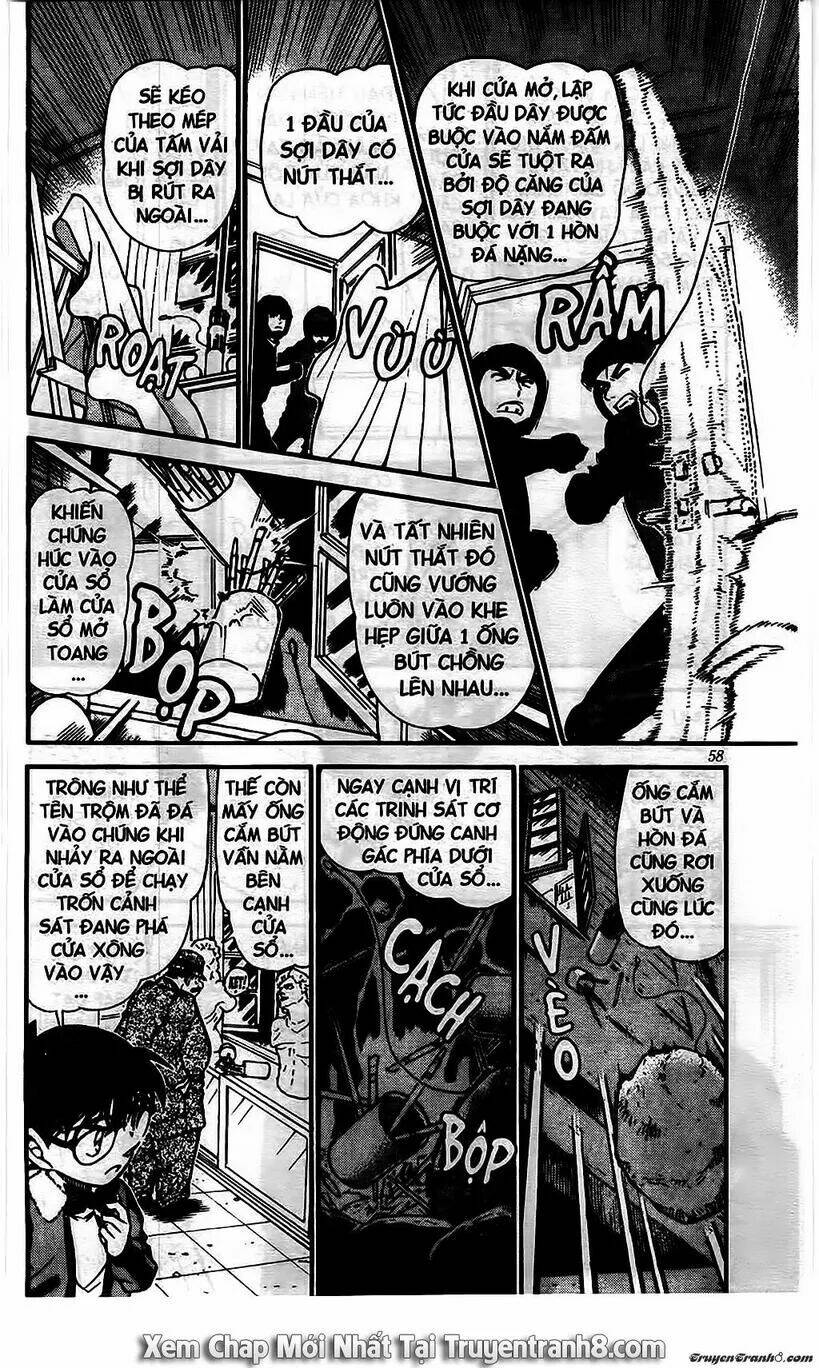 KHI CỬA MỞ, LẬP
TỨC ĐẦU DÂY ĐƯỢC
BUỘC VÀO NẮM ĐẤM
CỬA SẼ TUỘT RA
BỞI ĐỘ CĂNG CỦA
SỢI DÂY ĐANG
BUỘC VỚI 1 HÒN
ĐÁ NẶNG...
RẦM
1 ĐẦU CỦA
SỢI DÂY CÓ
NÚT THẮT...
VÙ Ù
SẼ KÉO
THEO MÉP
CỦA TẤM VẢI
KHI SỢI DÂY
BỊ RÚT RA
NGOÀI...
ROẠT
VÀ TẤT NHIÊN
NÚT THẮT ĐÓ
CŨNG VƯỚNG
LUÔN VÀO KHE
HẸP GIỮA 1 ỐNG
BÚT CHỒNG
LÊN NHAU...
KHIẾN
CHÚNG
HÚC VÀO
CỬA SỔ
LÀM CỬA
SỔ MỞ
TOANG
...
BỘP
58
ỐNG CẮM
BÚT VÀ
HÒN ĐÁ
CŨNG RƠI
XUỐNG
CÙNG LÚC
ĐÓ...
VÈO
NGAY CẠNH VỊ TRÍ
CÁC TRINH SÁT CƠ
ĐỘNG ĐỨNG CANH
GÁC PHÍA DƯỚI
CỬA SỔ...
CẠCH
BỘP
THẾ CÒN
MẤY ỐNG
CẮM BÚT
VẪN NẰM
BÊN
CẠNH
CỬA
SỔ...
KÉT!
TRÔNG NHƯ THỂ
TÊN TRỘM ĐÃ ĐÁ
VÀO CHÚNG KHI
NHẢY RA NGOÀI
CỬA SỔ ĐỂ CHẠY
TRỐN CẢNH
SÁT ĐANG PHÁ
CỬA XÔNG
VÀO VẬY
...
Xem Chap Mới Nhất Tại Truyentranh8.com
TruyenTranh8.com